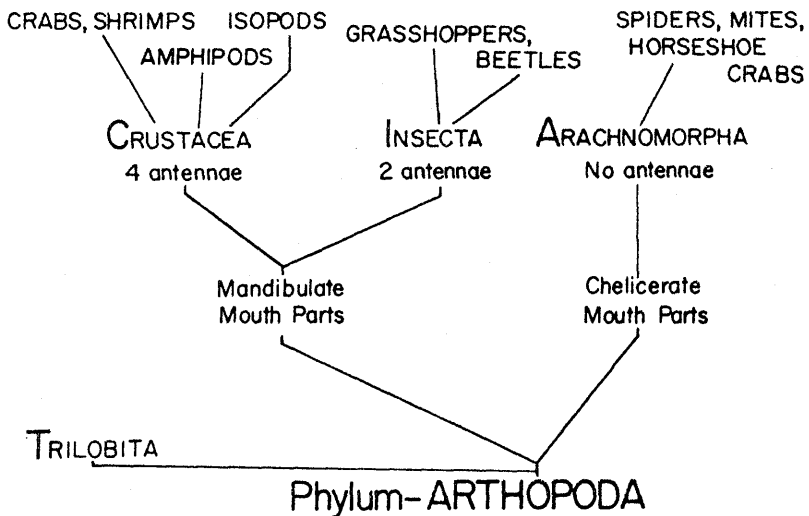 CRABS, SHRIMPS
ISOPODS
AMPHIPODS
GRASSHOPPERS,
BEETLES
SPIDERS, MITES,
HORSESHOE
CRABS
CRUSTACEA
4 antennae
INSECTA
2 antennae
ARACHNOMORPHA
No antennae
Mandibulate
Mouth Parts
Chelicerate
Mouth Parts
TRILOBITA
Phylum-ARTHOPODA